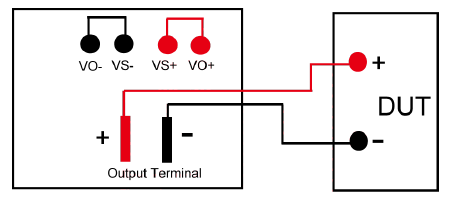 VO- VS- VS+ VO+
+ -
Output Terminal
+
DUT
-